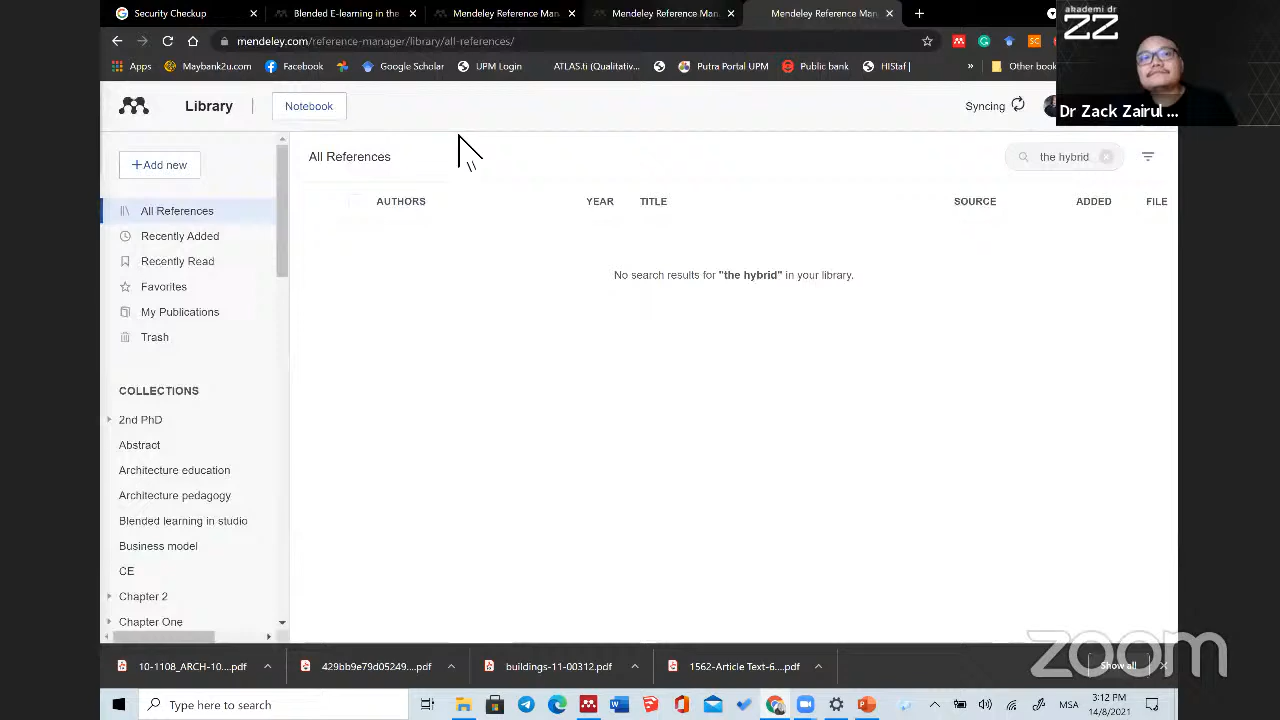 Security Checkup
Blended E-learning in the
Mendeley Reference Man
Mendeley Reference Man
Mendeley Reference Man
akademi dr
ZZ
mendeley.com/reference-manager/library/all-references/
Apps
Maybank2u.com
Facebook
Google Scholar
UPM Login
ATLAS.ti (Qualitativ...
Putra Portal UPM
Public bank
HIStaf |
»
Other book
Library
Notebook
Syncing
Dr Zack Zairul ...
+Add new
All References
the hybrid
All References
Recently Added
Recently Read
Favorites
My Publications
Trash
AUTHORS
YEAR
TITLE
SOURCE
ADDED
FILE
No search results for "the hybrid" in your library.
COLLECTIONS
2nd PhD
Abstract
Architecture education
Architecture pedagogy
Blended learning in studio
Business model
CE
Chapter 2
Chapter One
zoom
10-1108_ARCH-10....pdf
429bb9e79d05249....pdf
buildings-11-00312.pdf
1562-Article Text-6....pdf
Show all
Type here to search
MSA
3:12 PM
14/8/2021